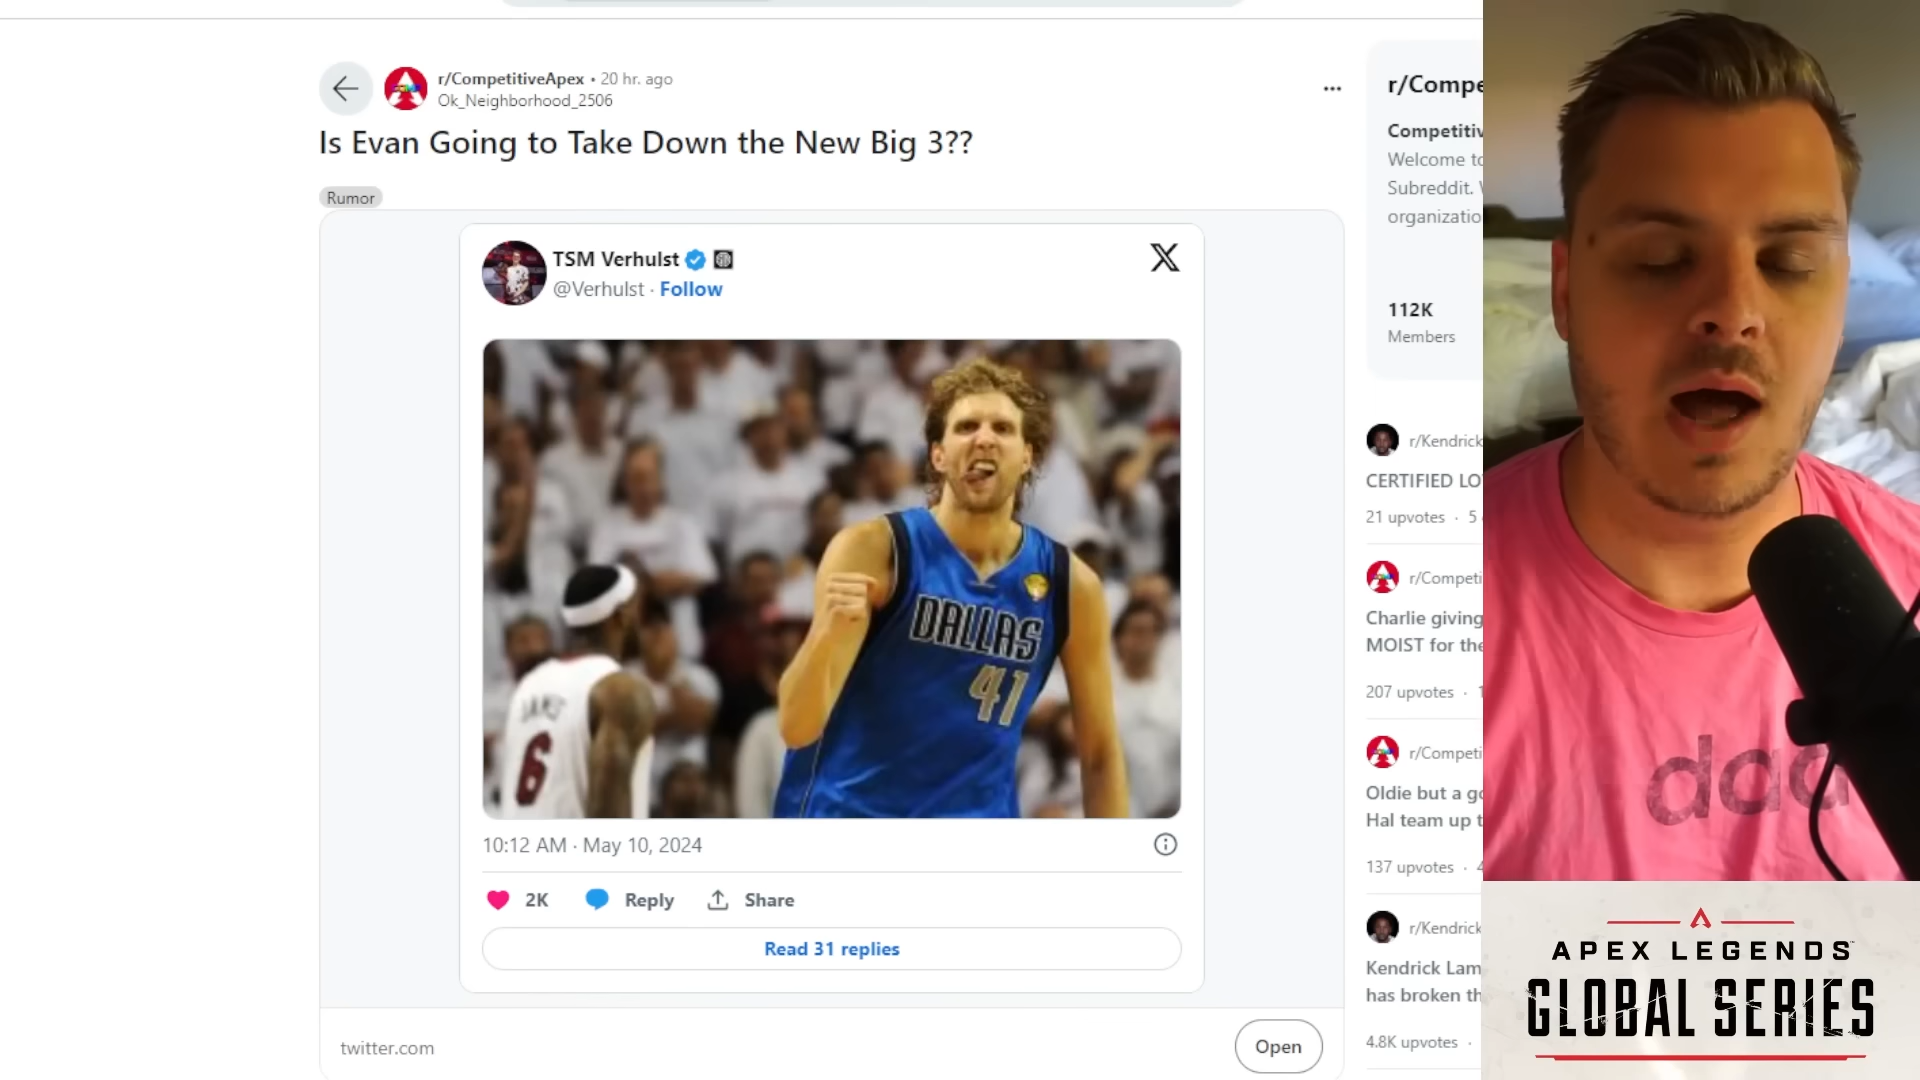 r/CompetitiveApex • 20 hr. ago
Ok_Neighborhood_2506
Is Evan Going to Take Down the New Big 3??
Rumor
TSM Verhulst
@Verhulst · Follow
DALLAS
41
6
10:12 AM · May 10, 2024
2K
Reply
Share
Read 31 replies
twitter.com
Open
r/Compe
Competitiv
Welcome to
Subreddit.
organizatio
112K
Members
r/Kendrick
CERTIFIED LO
21 upvotes · 5
r/Competi
Charlie giving
MOIST for the
207 upvotes · 1
r/Competi
Oldie but a go
Hal team up t
137 upvotes · 4
r/Kendrick
Kendrick Lam
has broken th
4.8K upvotes ·
APEX LEGENDS
GLOBAL SERIES